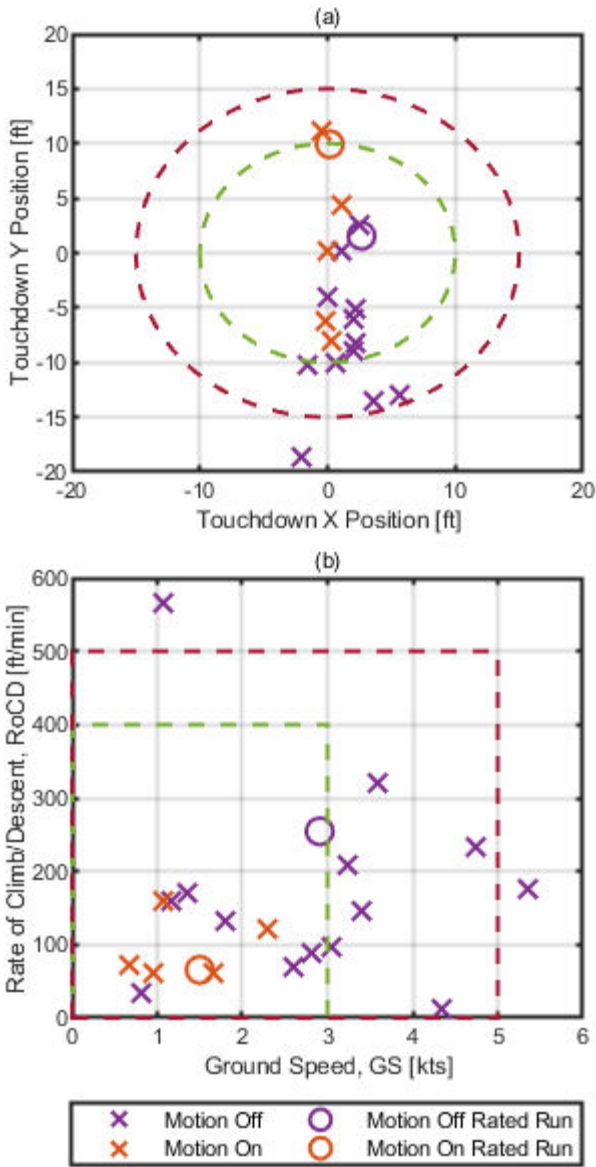 (a)
20
15
10
5
0
-5
-10
-15
-20
Touchdown Y Position [ft]
-20 -10 0 10 20
Touchdown X Position [ft]
(b)
600
500
400
300
200
100
0
Rate of Climb/Descent, RoCD [ft/min]
0 1 2 3 4 5 6
Ground Speed, GS [kts]
Motion Off Motion Off Rated Run
Motion On Motion On Rated Run